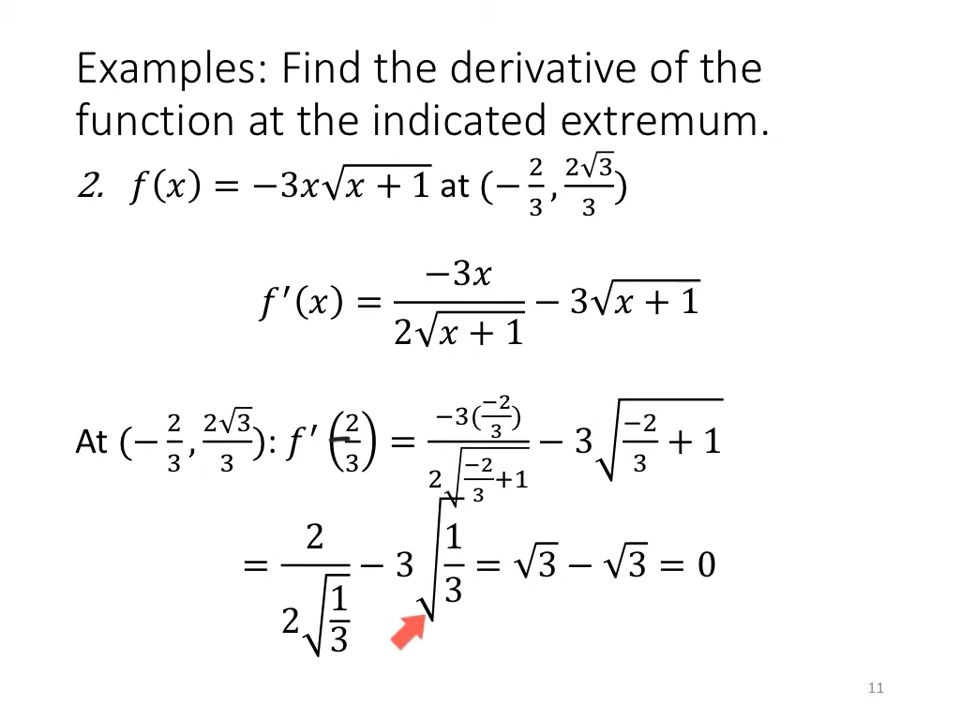 Examples: Find the derivative of the
function at the indicated extremum.
2. f(x) = −3x√(x + 1) at (−2/3, 2√3/3)
f′(x) = −3x/(2√(x + 1)) − 3√(x + 1)
At (−2/3, 2√3/3): f′(−2/3) = −3(−2/3)/(2√(−2/3+1)) − 3√(−2/3 + 1)
= 2/(2√(1/3)) − 3√(1/3) = √3 − √3 = 0
11